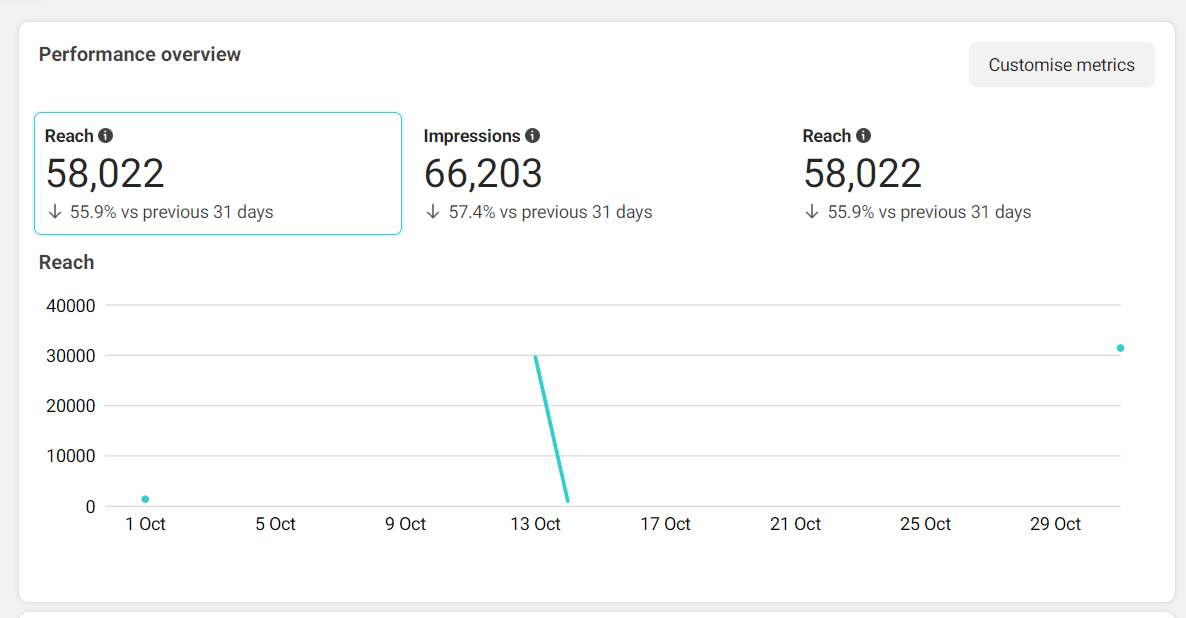 Performance overview
Customise metrics
Reach
58,022
↓ 55.9% vs previous 31 days
Impressions
66,203
↓ 57.4% vs previous 31 days
Reach
58,022
↓ 55.9% vs previous 31 days
Reach
40000
30000
20000
10000
0
1 Oct 5 Oct 9 Oct 13 Oct 17 Oct 21 Oct 25 Oct 29 Oct